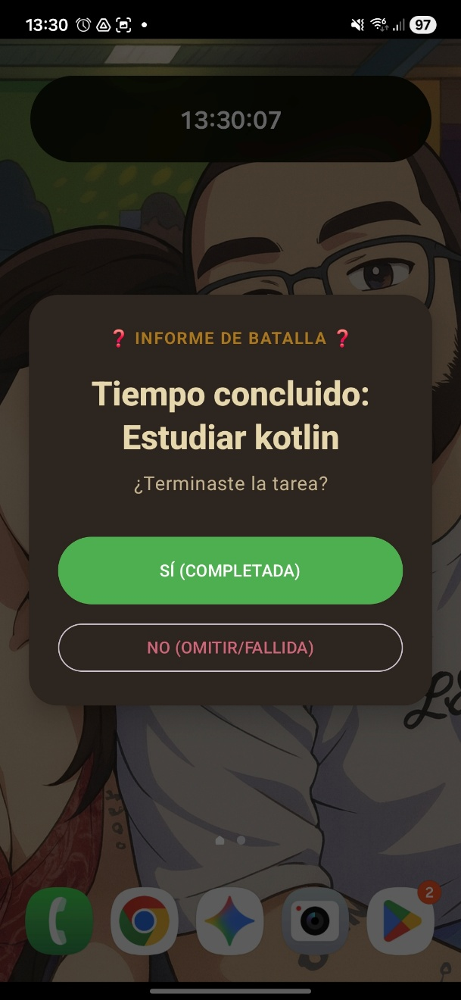 13:30
97
13:30:07
❓ INFORME DE BATALLA ❓
Tiempo concluido:
Estudiar kotlin
¿Terminaste la tarea?
SÍ (COMPLETADA)
NO (OMITIR/FALLIDA)
2